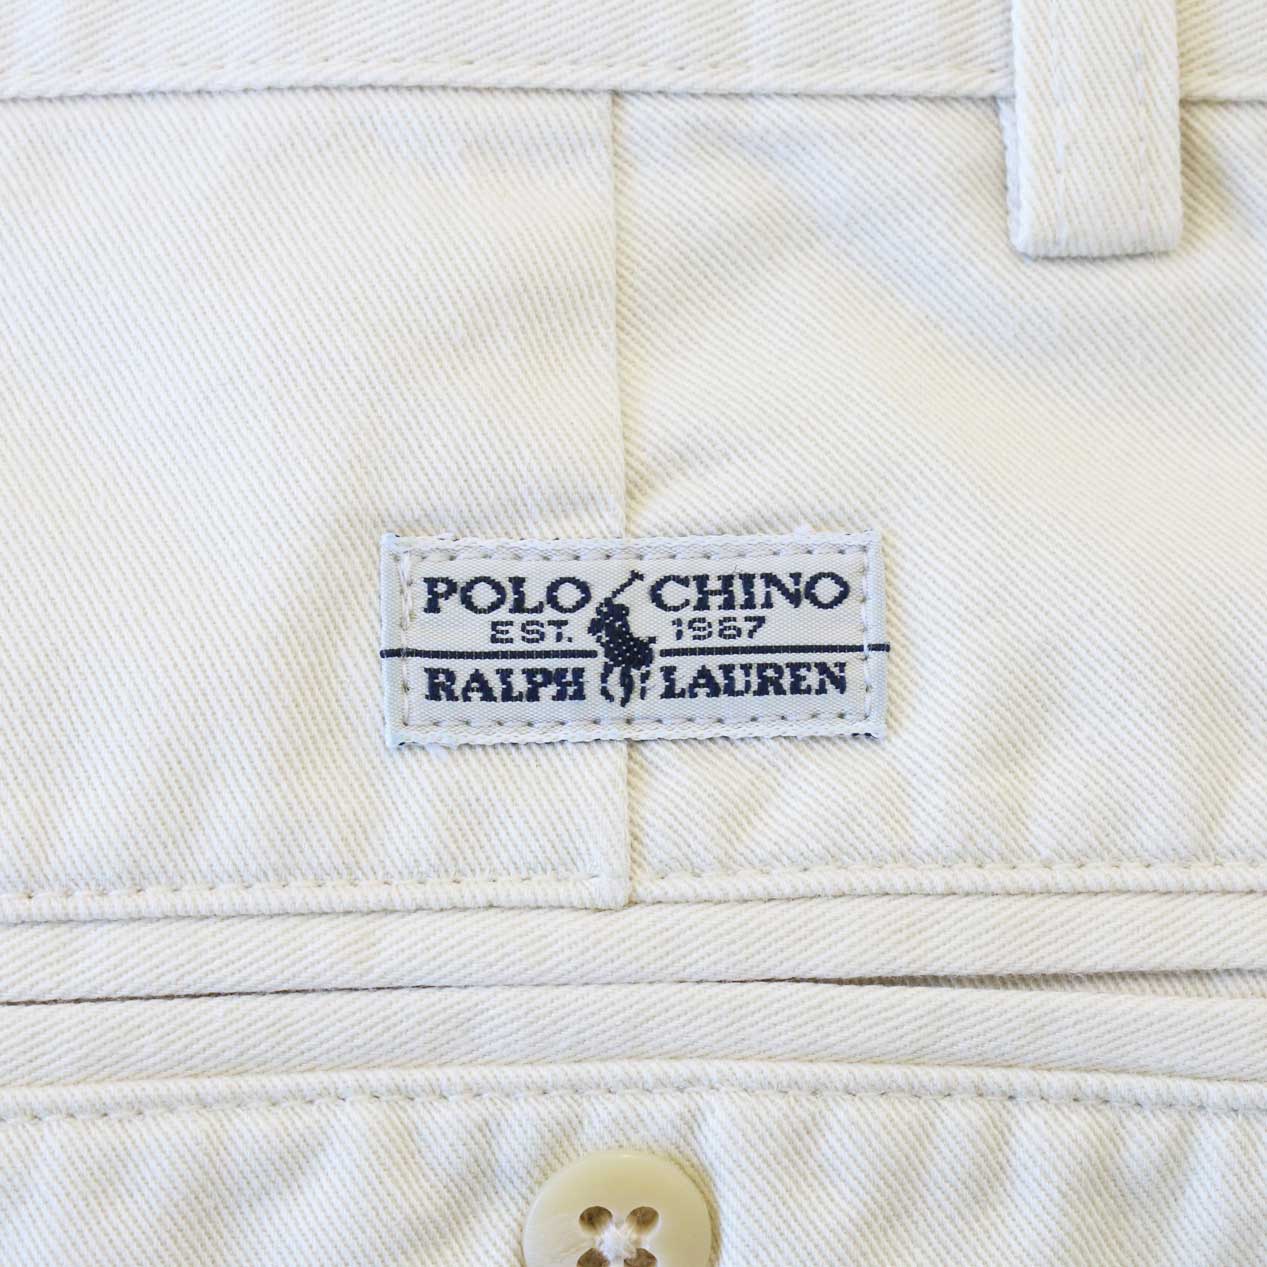 POLO CHINO
EST. 1967
RALPH LAUREN